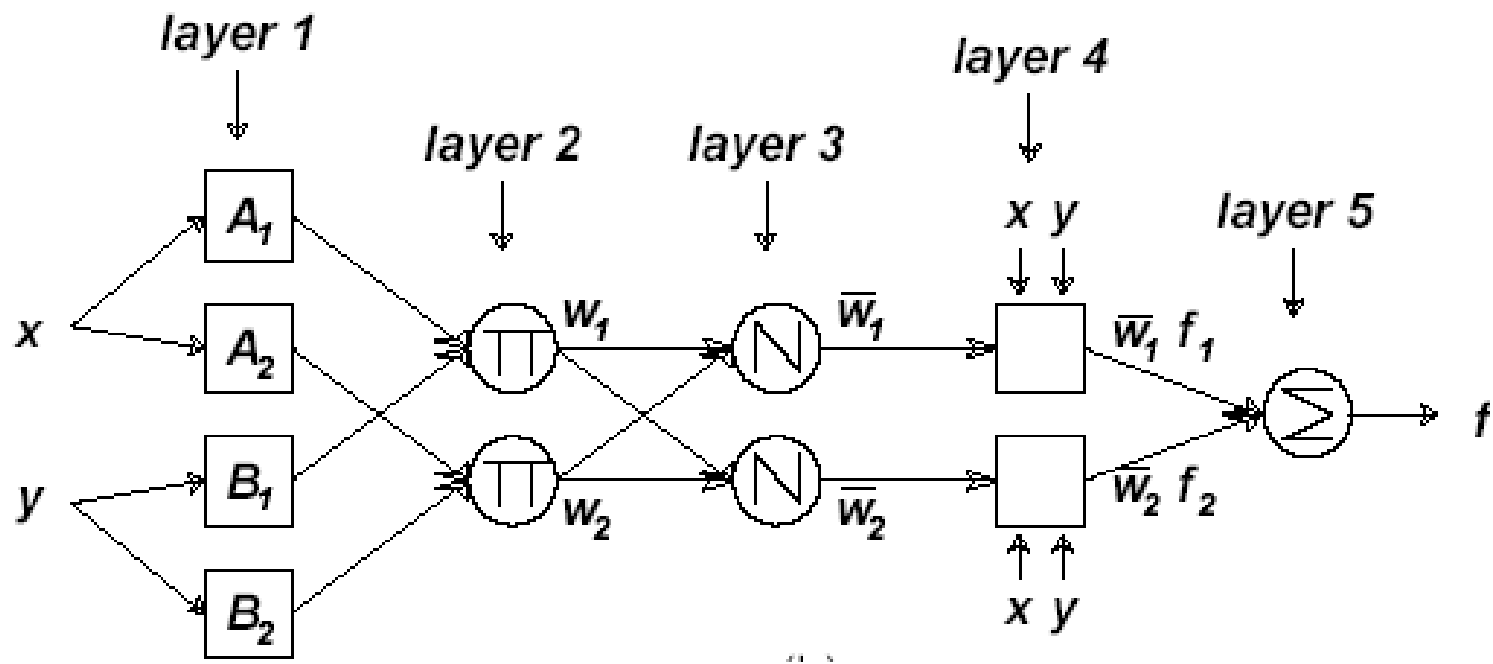 layer 1
layer 4
layer 2
layer 3
x y
layer 5
A₁
w₁
w̅₁
w̅₁ f₁
x
A₂
Π
N
Σ
f
B₁
Π
N
w̅₂ f₂
y
w₂
w̅₂
B₂
x y